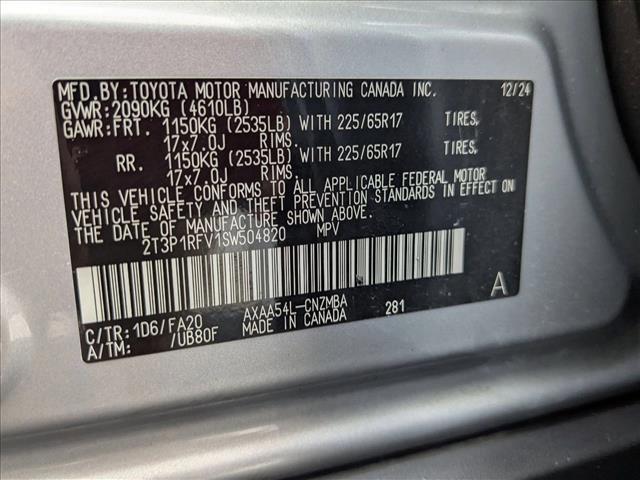 MFD.BY:TOYOTA MOTOR MANUFACTURING CANADA INC. 12/24
GVWR:2090KG (4610LB)
GAWR:FRT. 1150KG (2535LB) WITH 225/65R17 TIRES,
17x7.0J RIMS.
RR. 1150KG (2535LB) WITH 225/65R17 TIRES,
17x7.0J RIMS.
THIS VEHICLE CONFORMS TO ALL APPLICABLE FEDERAL MOTOR
VEHICLE SAFETY AND THEFT PREVENTION STANDARDS IN EFFECT ON
THE DATE OF MANUFACTURE SHOWN ABOVE.
2T3P1RFV1SW504820 MPV
C/TR:1D6/FA20 AXAA54L-CNZMBA 281 A
A/TM: /UB80F MADE IN CANADA